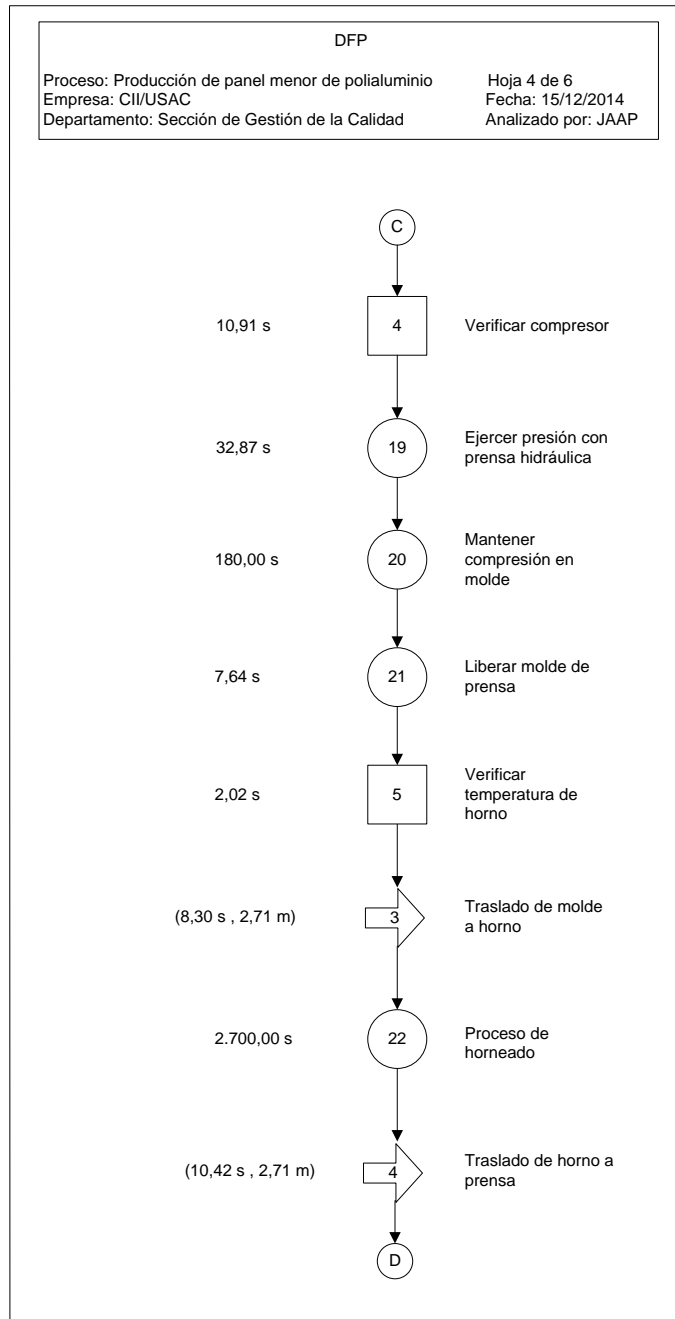 DFP
Proceso: Producción de panel menor de polialuminio Hoja 4 de 6
Empresa: CII/USAC Fecha: 15/12/2014
Departamento: Sección de Gestión de la Calidad Analizado por: JAAP
C
10,91 s 4 Verificar compresor
32,87 s 19 Ejercer presión con
prensa hidráulica
180,00 s 20 Mantener
compresión en
molde
7,64 s 21 Liberar molde de
prensa
2,02 s 5 Verificar
temperatura de
horno
(8,30 s , 2,71 m) 3 Traslado de molde
a horno
2.700,00 s 22 Proceso de
horneado
(10,42 s , 2,71 m) 4 Traslado de horno a
prensa
D